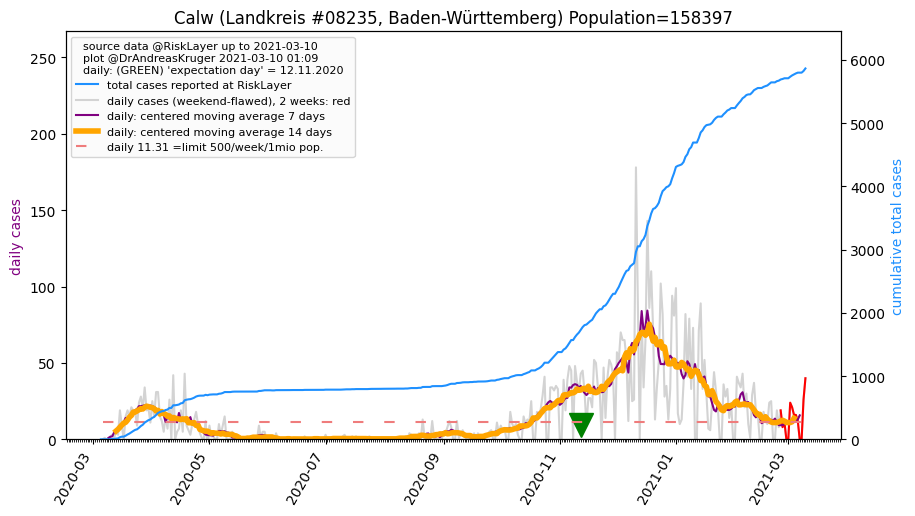 Calw (Landkreis #08235, Baden-Württemberg) Population=158397
source data @RiskLayer up to 2021-03-10
plot @DrAndreasKruger 2021-03-10 01:09
daily: (GREEN) 'expectation day' = 12.11.2020
total cases reported at RiskLayer
daily cases (weekend-flawed), 2 weeks: red
daily: centered moving average 7 days
daily: centered moving average 14 days
daily 11.31 =limit 500/week/1mio pop.
daily cases
250
200
150
100
50
0
6000
5000
4000
3000
2000
1000
0
cumulative total cases
2020-03
2020-05
2020-07
2020-09
2020-11
2021-01
2021-03